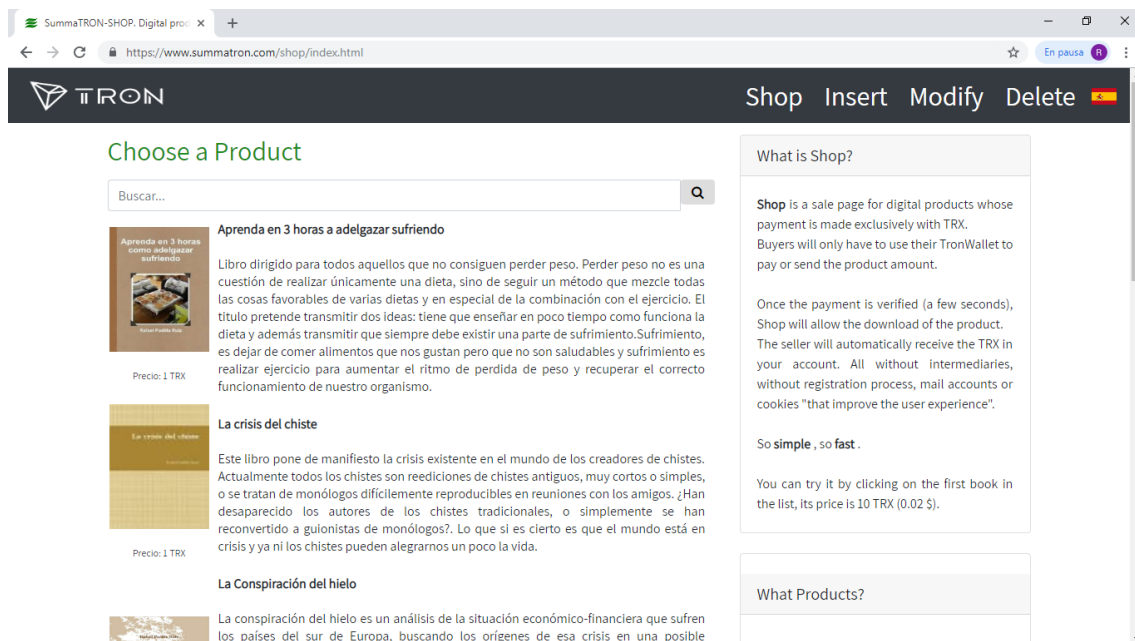 SummaTRON-SHOP. Digital prod
https://www.summatron.com/shop/index.html
En pausa R
TRON
Shop Insert Modify Delete
Choose a Product
Buscar...
Aprenda en 3 horas
como adelgazar
sufriendo
Rafael Padilla Ruiz
Precio: 1 TRX
Aprenda en 3 horas a adelgazar sufriendo
Libro dirigido para todos aquellos que no consiguen perder peso. Perder peso no es una
cuestión de realizar únicamente una dieta, sino de seguir un método que mezcle todas
las cosas favorables de varias dietas y en especial de la combinación con el ejercicio. El
titulo pretende transmitir dos ideas: tiene que enseñar en poco tiempo como funciona la
dieta y además transmitir que siempre debe existir una parte de sufrimiento.Sufrimiento,
es dejar de comer alimentos que nos gustan pero que no son saludables y sufrimiento es
realizar ejercicio para aumentar el ritmo de perdida de peso y recuperar el correcto
funcionamiento de nuestro organismo.
La crisis del chiste
Precio: 1 TRX
La crisis del chiste
Este libro pone de manifiesto la crisis existente en el mundo de los creadores de chistes.
Actualmente todos los chistes son reediciones de chistes antiguos, muy cortos o simples,
o se tratan de monólogos difícilmente reproducibles en reuniones con los amigos. ¿Han
desaparecido los autores de los chistes tradicionales, o simplemente se han
reconvertido a guionistas de monólogos?. Lo que si es cierto es que el mundo está en
crisis y ya ni los chistes pueden alegrarnos un poco la vida.
La Conspiración del hielo
La conspiración del hielo es un análisis de la situación económico-financiera que sufren
los países del sur de Europa, buscando los orígenes de esa crisis en una posible
What is Shop?
Shop is a sale page for digital products whose
payment is made exclusively with TRX.
Buyers will only have to use their TronWallet to
pay or send the product amount.
Once the payment is verified (a few seconds),
Shop will allow the download of the product.
The seller will automatically receive the TRX in
your account. All without intermediaries,
without registration process, mail accounts or
cookies "that improve the user experience".
So simple , so fast .
You can try it by clicking on the first book in
the list, its price is 10 TRX (0.02 $).
What Products?